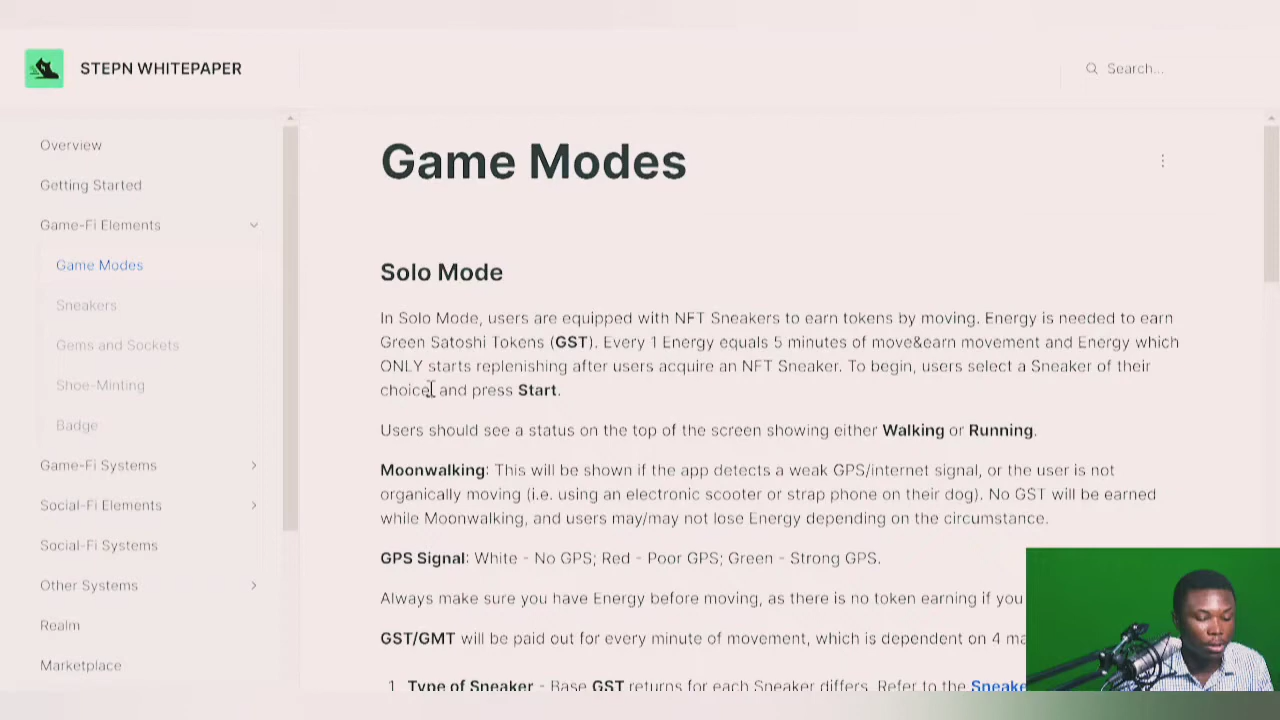 STEPN WHITEPAPER
Search...
Overview
Getting Started
Game-Fi Elements
Game Modes
Sneakers
Gems and Sockets
Shoe-Minting
Badge
Game-Fi Systems
Social-Fi Elements
Social-Fi Systems
Other Systems
Realm
Marketplace
Game Modes
Solo Mode
In Solo Mode, users are equipped with NFT Sneakers to earn tokens by moving. Energy is needed to earn
Green Satoshi Tokens (GST). Every 1 Energy equals 5 minutes of move&earn movement and Energy which
ONLY starts replenishing after users acquire an NFT Sneaker. To begin, users select a Sneaker of their
choice, and press Start.
Users should see a status on the top of the screen showing either Walking or Running.
Moonwalking: This will be shown if the app detects a weak GPS/internet signal, or the user is not
organically moving (i.e. using an electronic scooter or strap phone on their dog). No GST will be earned
while Moonwalking, and users may/may not lose Energy depending on the circumstance.
GPS Signal: White - No GPS; Red - Poor GPS; Green - Strong GPS.
Always make sure you have Energy before moving, as there is no token earning if you
GST/GMT will be paid out for every minute of movement, which is dependent on 4
1. Type of Sneaker - Base GST returns for each Sneaker differs. Refer to the